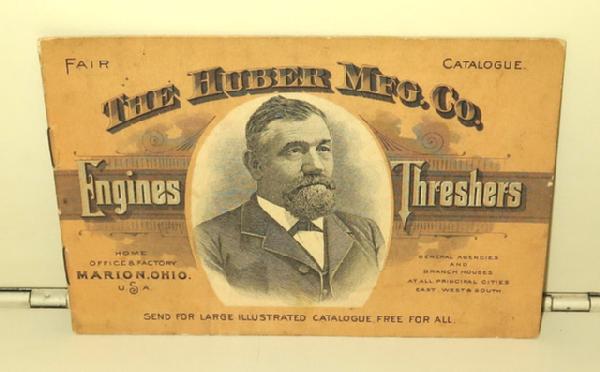 FAIR
CATALOGUE.
THE HUBER MFG. CO.
Engines
Threshers
HOME
OFFICE & FACTORY
MARION, OHIO.
U.S.A.
GENERAL AGENCIES
AND
BRANCH HOUSES
AT ALL PRINCIPAL CITIES
EAST, WEST & SOUTH.
SEND FOR LARGE ILLUSTRATED CATALOGUE, FREE FOR ALL.